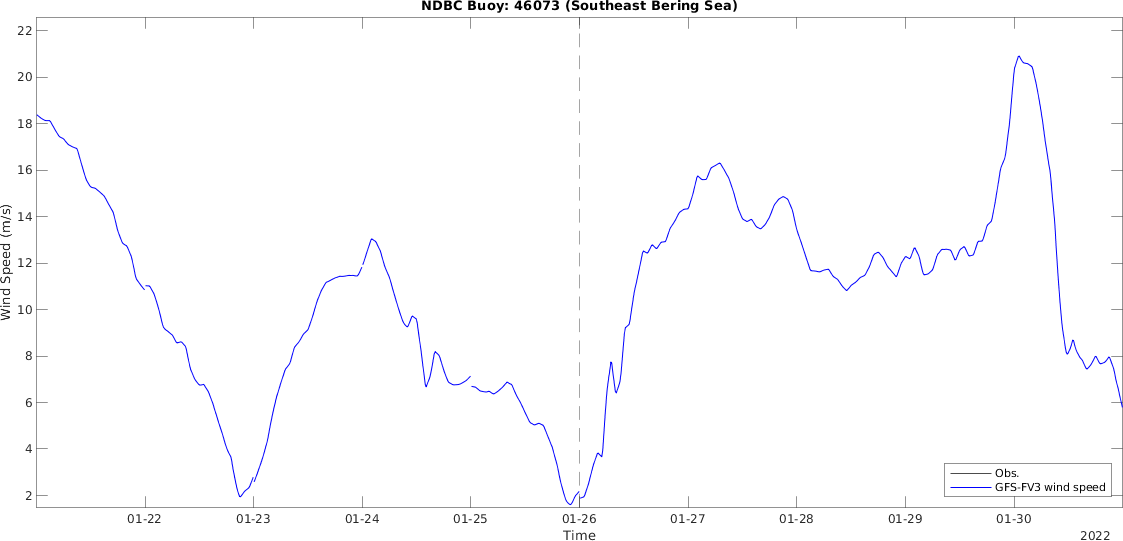 NDBC Buoy: 46073 (Southeast Bering Sea)
22
20
18
16
14
12
10
8
6
4
2
Wind Speed (m/s)
Obs.
GFS-FV3 wind speed
01-22 01-23 01-24 01-25 01-26 01-27 01-28 01-29 01-30
Time
2022